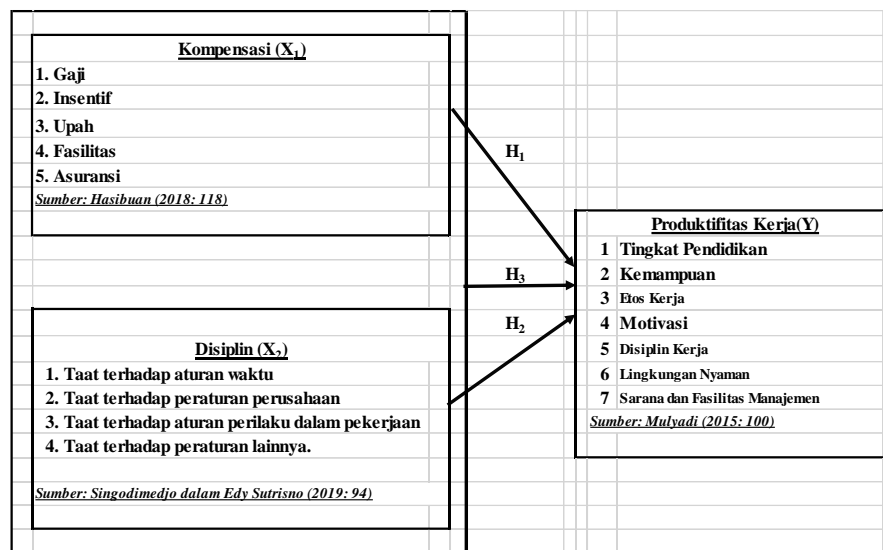 Kompensasi (X₁)
1. Gaji
2. Insentif
3. Upah
4. Fasilitas
5. Asuransi
Sumber: Hasibuan (2018: 118)
H₁
H₃
H₂
Disiplin (X₂)
1. Taat terhadap aturan waktu
2. Taat terhadap peraturan perusahaan
3. Taat terhadap aturan perilaku dalam pekerjaan
4. Taat terhadap peraturan lainnya.
Sumber: Singodimedjo dalam Edy Sutrisno (2019: 94)
Produktifitas Kerja(Y)
1 Tingkat Pendidikan
2 Kemampuan
3 Etos Kerja
4 Motivasi
5 Disiplin Kerja
6 Lingkungan Nyaman
7 Sarana dan Fasilitas Manajemen
Sumber: Mulyadi (2015: 100)